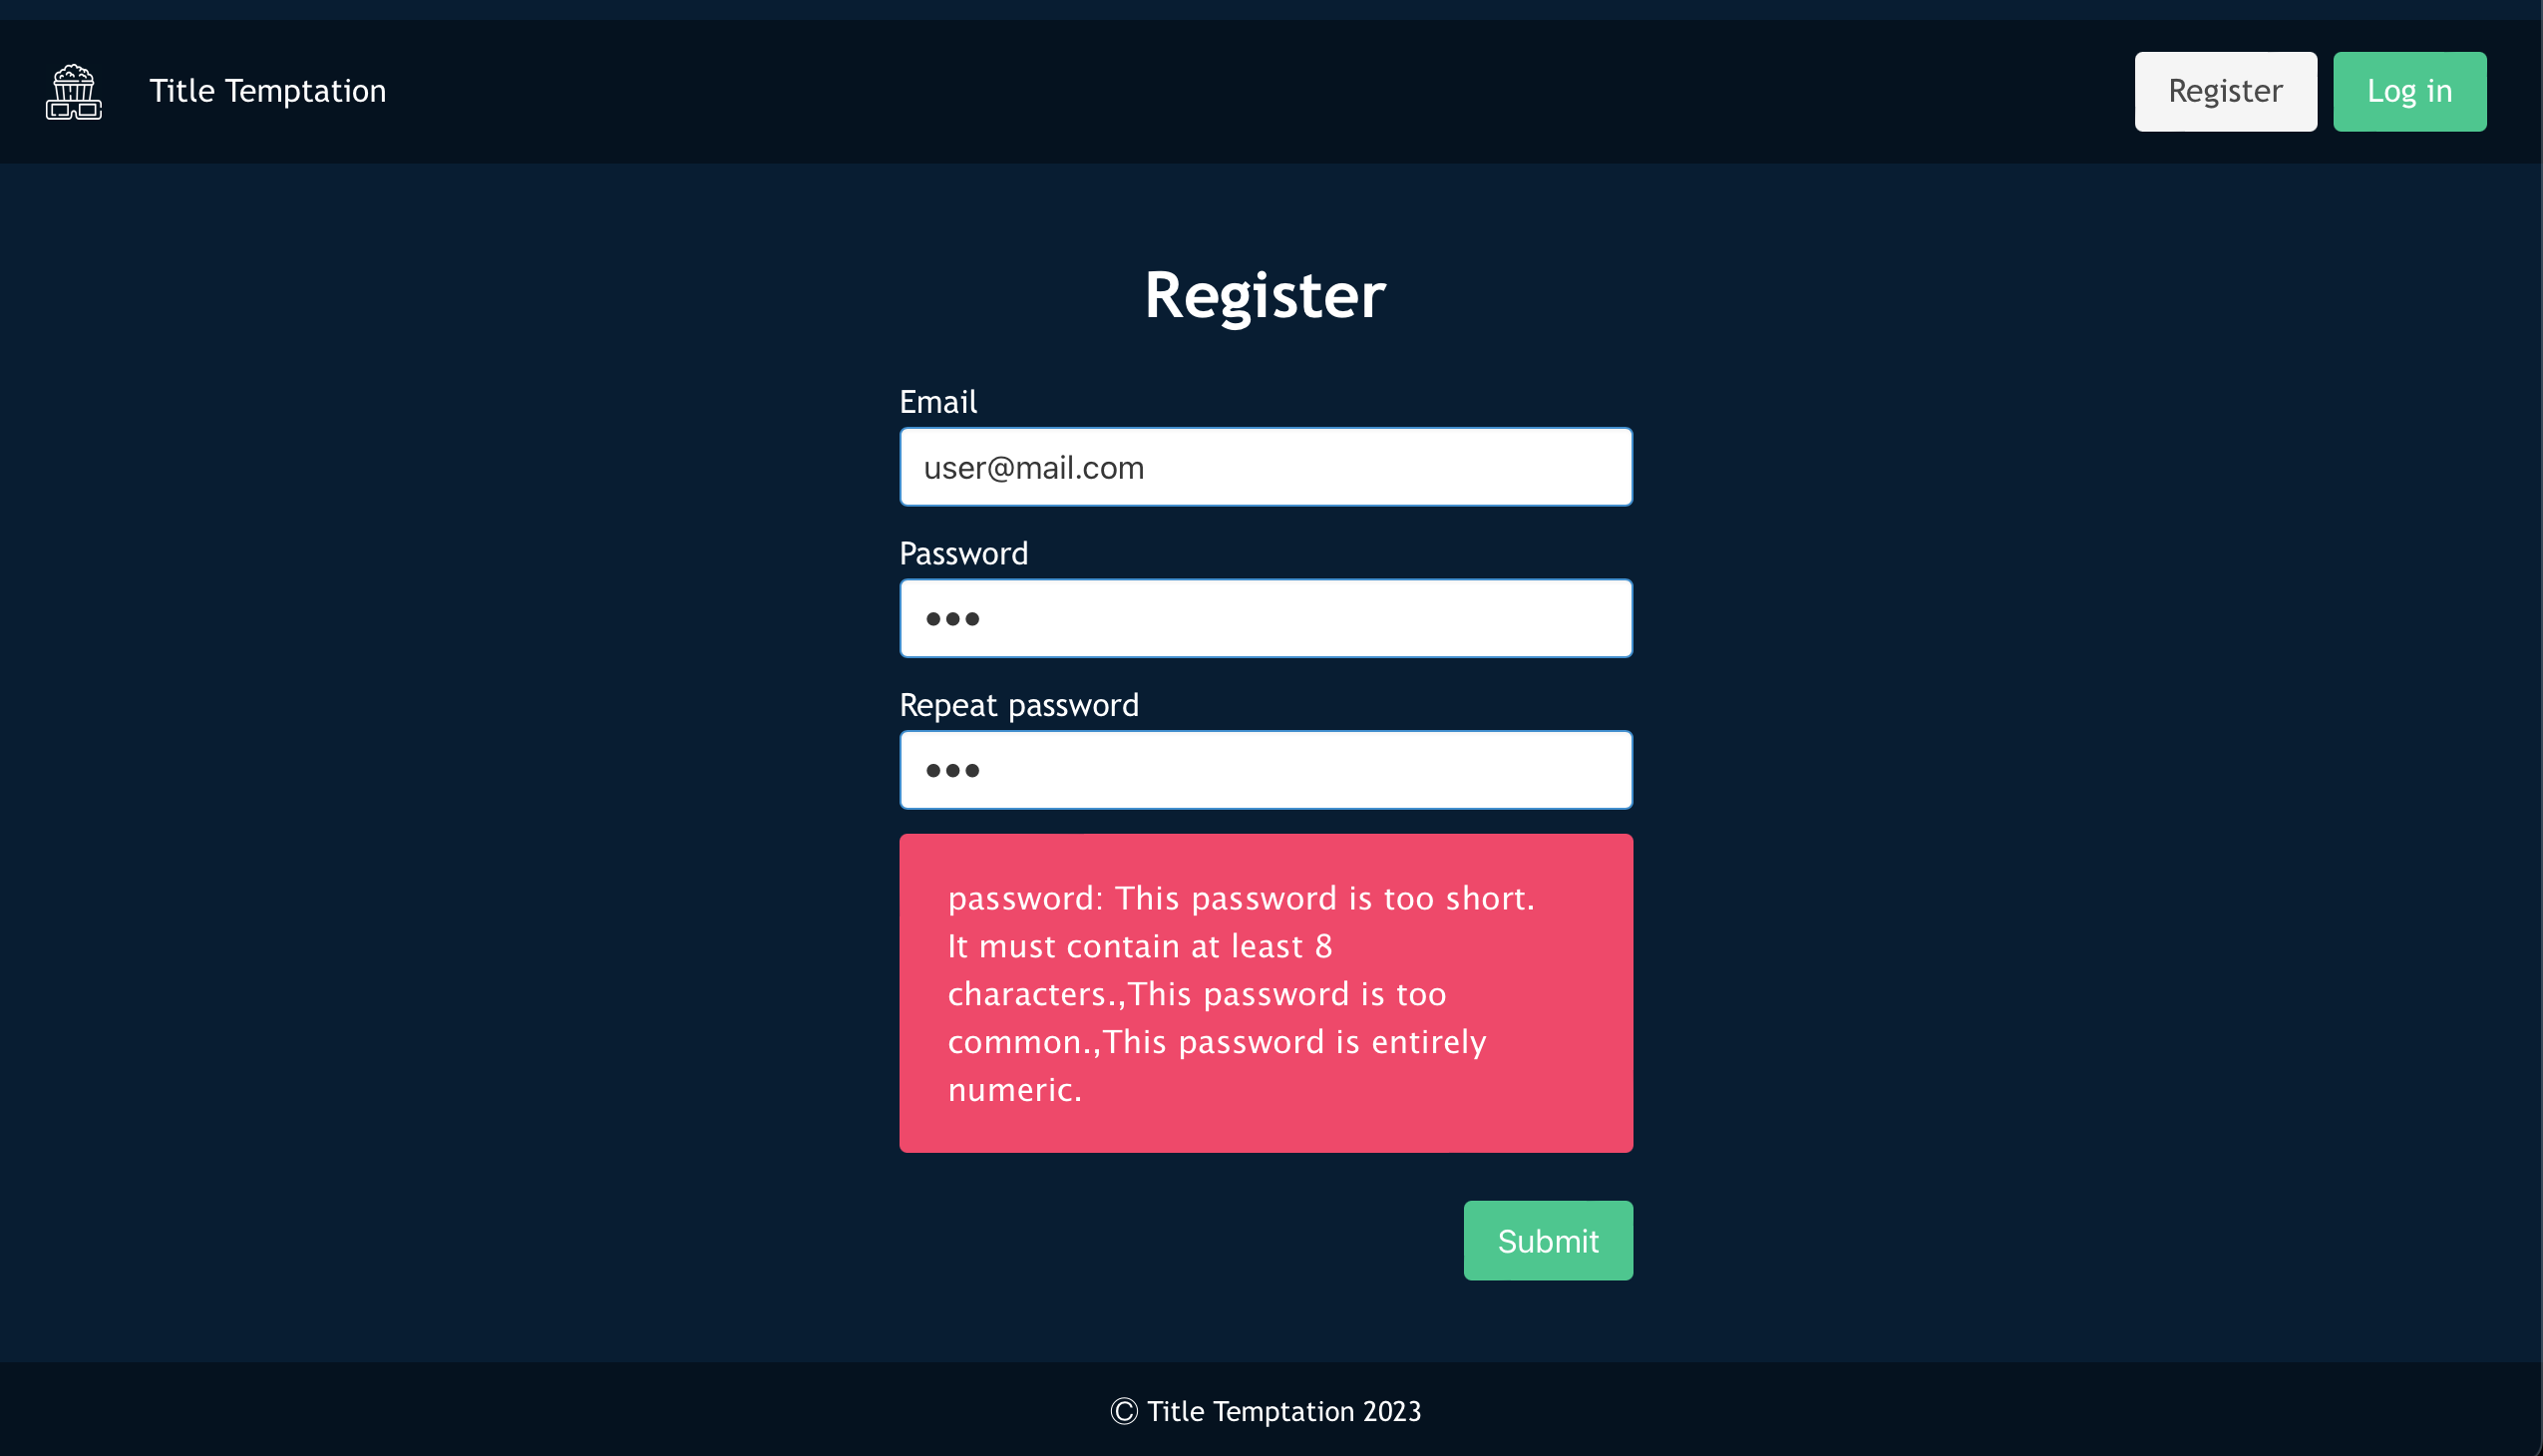 Title Temptation
Register
Log in
Register
Email
user@mail.com
Password
•••
Repeat password
•••
password: This password is too short.
It must contain at least 8
characters.,This password is too
common.,This password is entirely
numeric.
Submit
© Title Temptation 2023